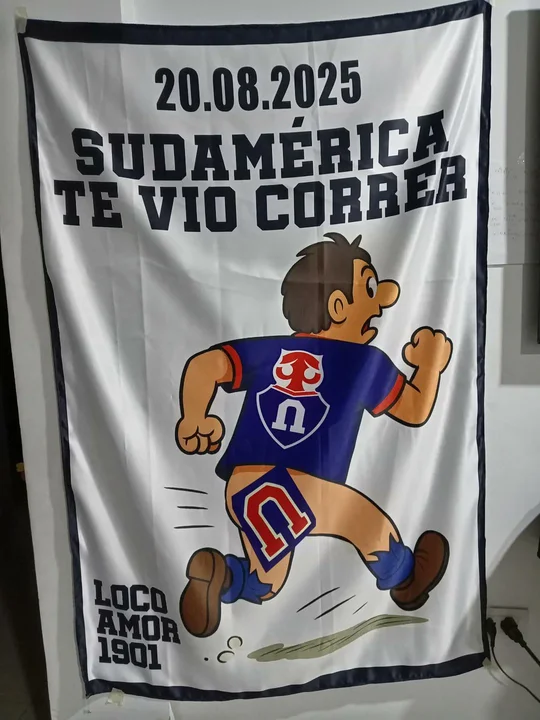 20.08.2025
SUDAMÉRICA
TE VIO CORRER
U
U
LOCO
AMOR
1901